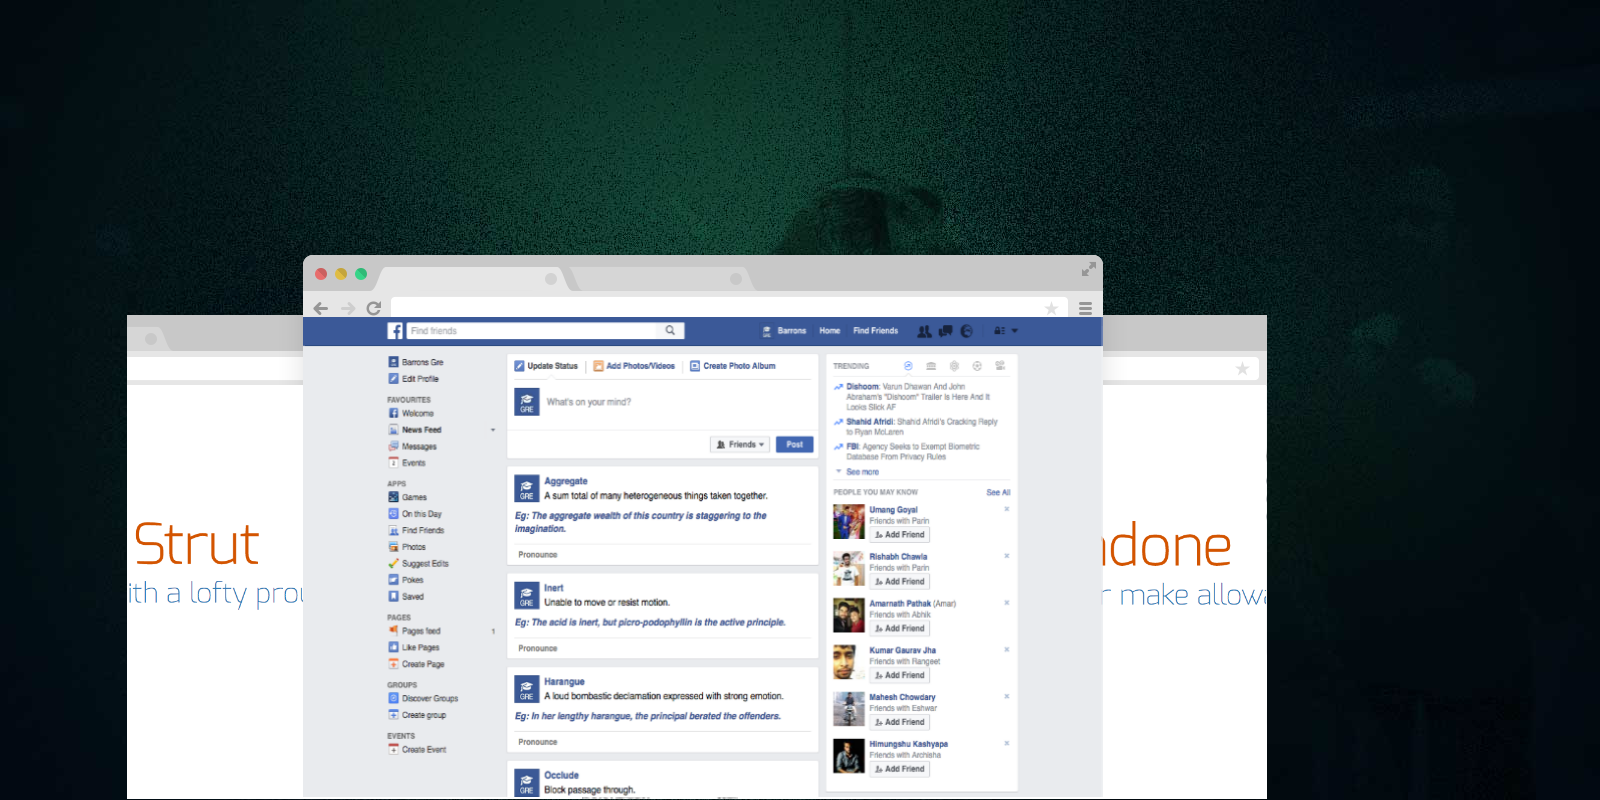 Find friends
GRE
Barrons
Home
Find Friends
Barrons Gre
Edit Profile
FAVOURITES
Welcome
News Feed
Messages
Events
APPS
Games
On this Day
Find Friends
Photos
Suggest Edits
Pokes
Saved
PAGES
Pages feed 1
Like Pages
Create Page
GROUPS
Discover Groups
Create group
EVENTS
Create Event
Update Status
Add Photos/Videos
Create Photo Album
GRE
What's on your mind?
Friends
Post
GRE
Aggregate
A sum total of many heterogeneous things taken together.
Eg: The aggregate wealth of this country is staggering to the
imagination.
Pronounce
GRE
Inert
Unable to move or resist motion.
Eg: The acid is inert, but picro-podophyllin is the active principle.
Pronounce
GRE
Harangue
A loud bombastic declamation expressed with strong emotion.
Eg: In her lengthy harangue, the principal berated the offenders.
Pronounce
GRE
Occlude
Block passage through.
TRENDING
Dishoom: Varun Dhawan And John
Abraham's "Dishoom" Trailer Is Here And It
Looks Slick AF
Shahid Afridi: Shahid Afridi's Cracking Reply
to Ryan McLaren
FBI: Agency Seeks to Exempt Biometric
Database From Privacy Rules
See more
PEOPLE YOU MAY KNOW See All
Umang Goyal
Friends with Parin
Add Friend
Rishabh Chawla
Friends with Parin
Add Friend
Amarnath Pathak (Amar)
Friends with Abhik
Add Friend
Kumar Gaurav Jha
Friends with Rangeet
Add Friend
Mahesh Chowdary
Friends with Eshwar
Add Friend
Himungshu Kashyapa
Friends with Archisha
Add Friend
Strut
ith a lofty prou
ndone
r make allowa